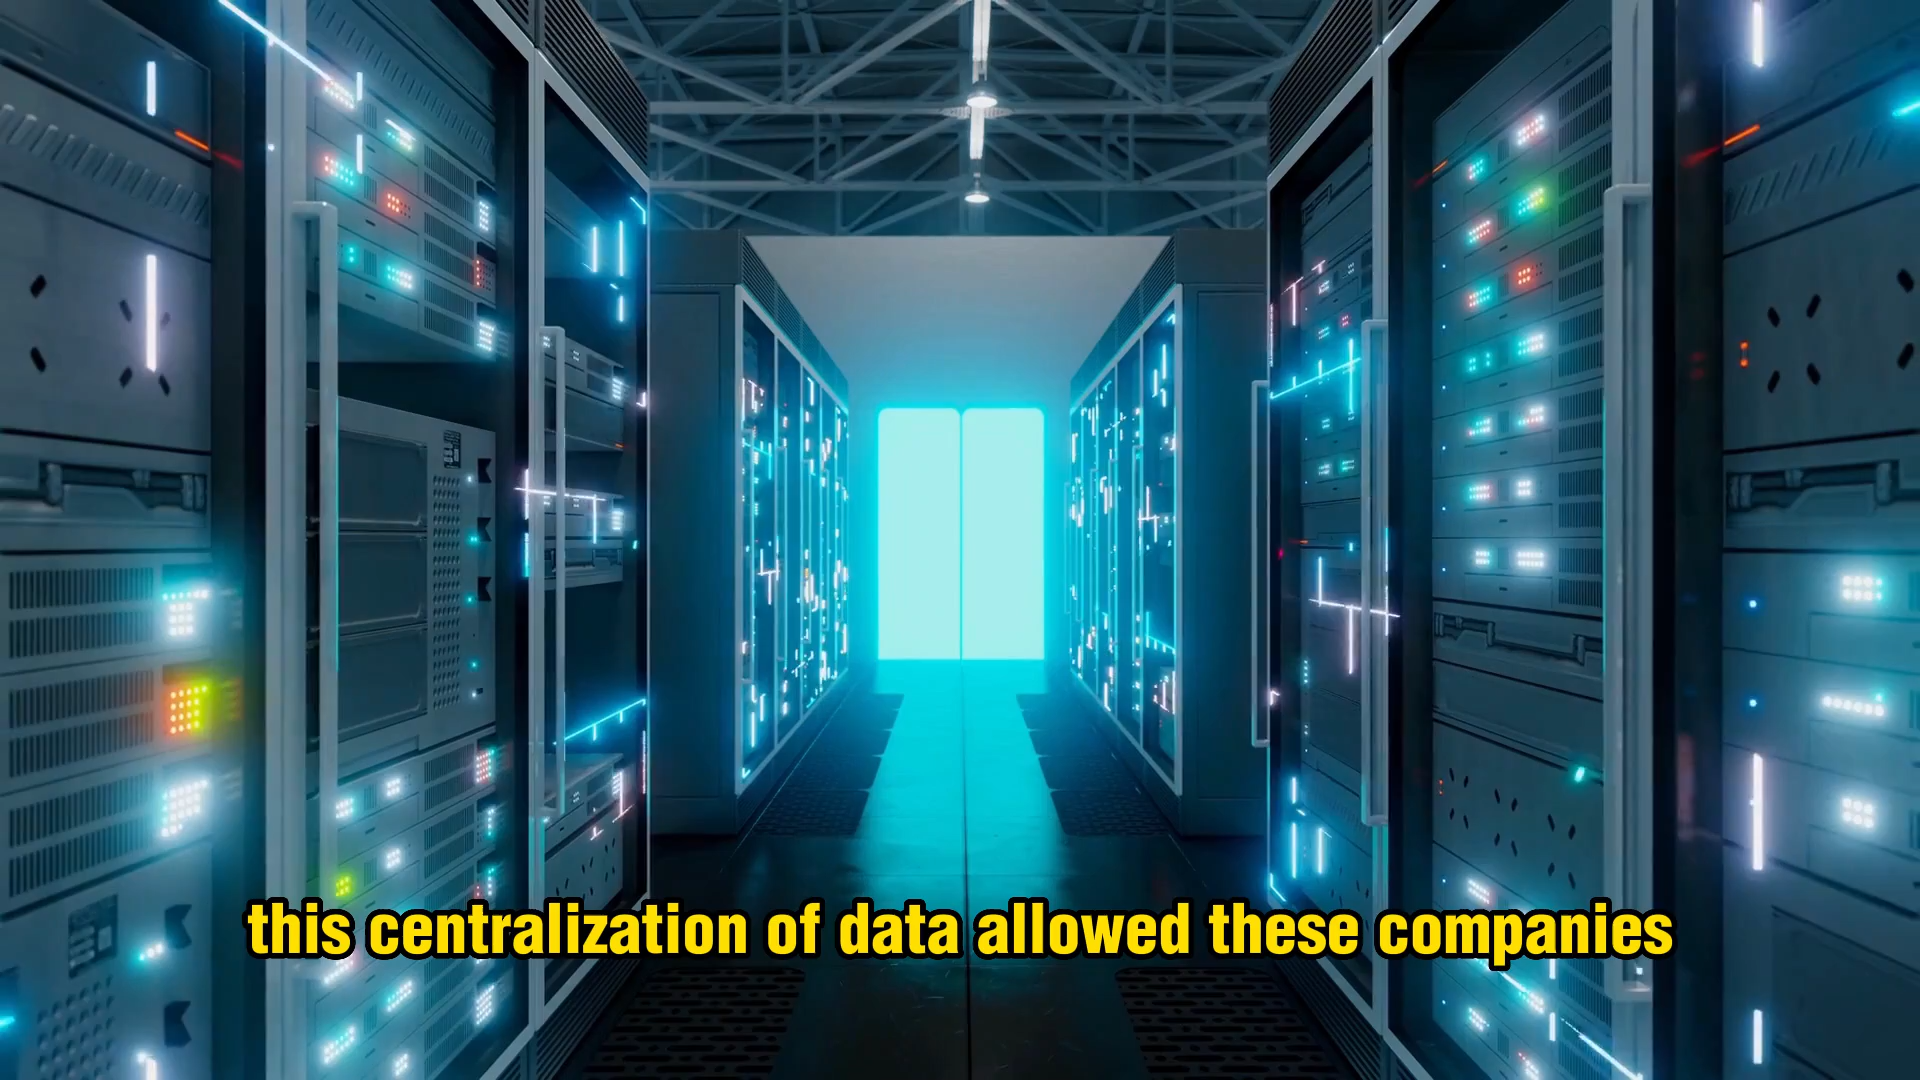 this centralization of data allowed these companies